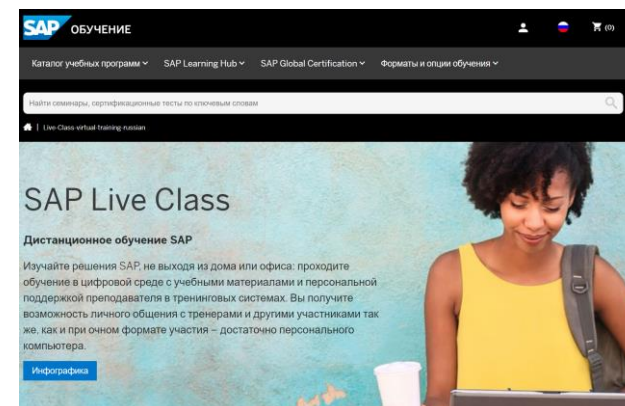 SAP ОБУЧЕНИЕ
(0)
Каталог учебных программ SAP Learning Hub SAP Global Certification Форматы и опции обучения
Найти семинары, сертификационные тесты по ключевым словам
| Live-Class-virtual-training-russian
SAP Live Class
Дистанционное обучение SAP
Изучайте решения SAP, не выходя из дома или офиса: проходите
обучение в цифровой среде с учебными материалами и персональной
поддержкой преподавателя в тренинговых системах. Вы получите
возможность личного общения с тренерами и другими участниками так
же, как и при очном формате участия – достаточно персонального
компьютера.
Инфографика